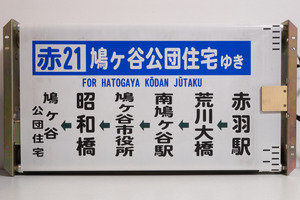 赤21 鳩ヶ谷公団住宅ゆき
FOR HATOGAYA KŌDAN JŪTAKU
赤羽駅
←
荒川大橋
←
南鳩ヶ谷駅
←
鳩ヶ谷市役所
←
昭和橋
←
鳩ヶ谷
公団住宅